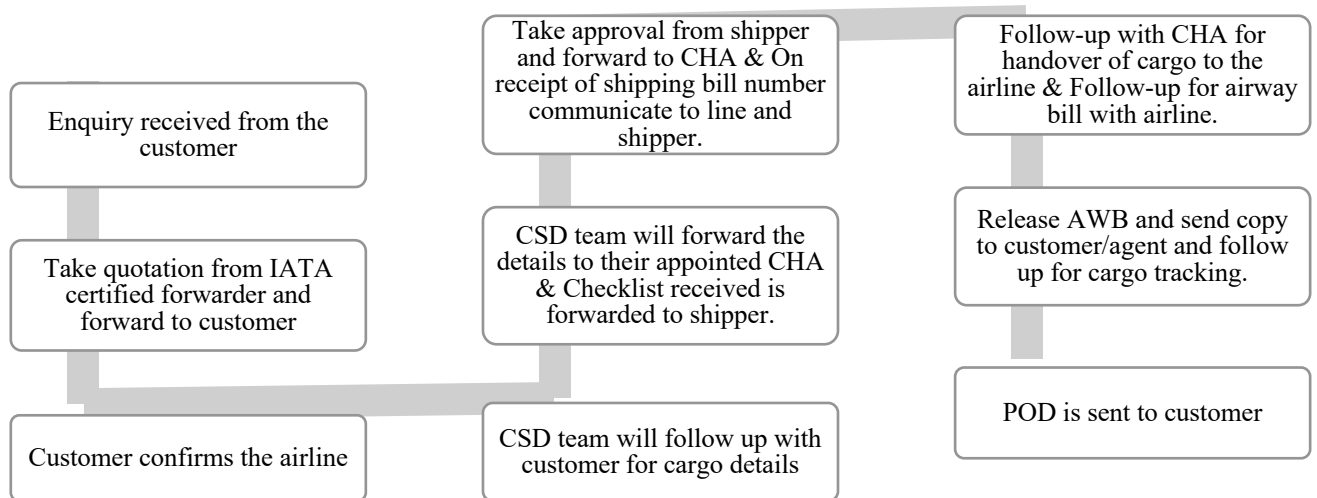 Enquiry received from the
customer
Take quotation from IATA
certified forwarder and
forward to customer
Customer confirms the airline
CSD team will follow up with
customer for cargo details
CSD team will forward the
details to their appointed CHA
& Checklist received is
forwarded to shipper.
Take approval from shipper
and forward to CHA & On
receipt of shipping bill number
communicate to line and
shipper.
Follow-up with CHA for
handover of cargo to the
airline & Follow-up for airway
bill with airline.
Release AWB and send copy
to customer/agent and follow
up for cargo tracking.
POD is sent to customer